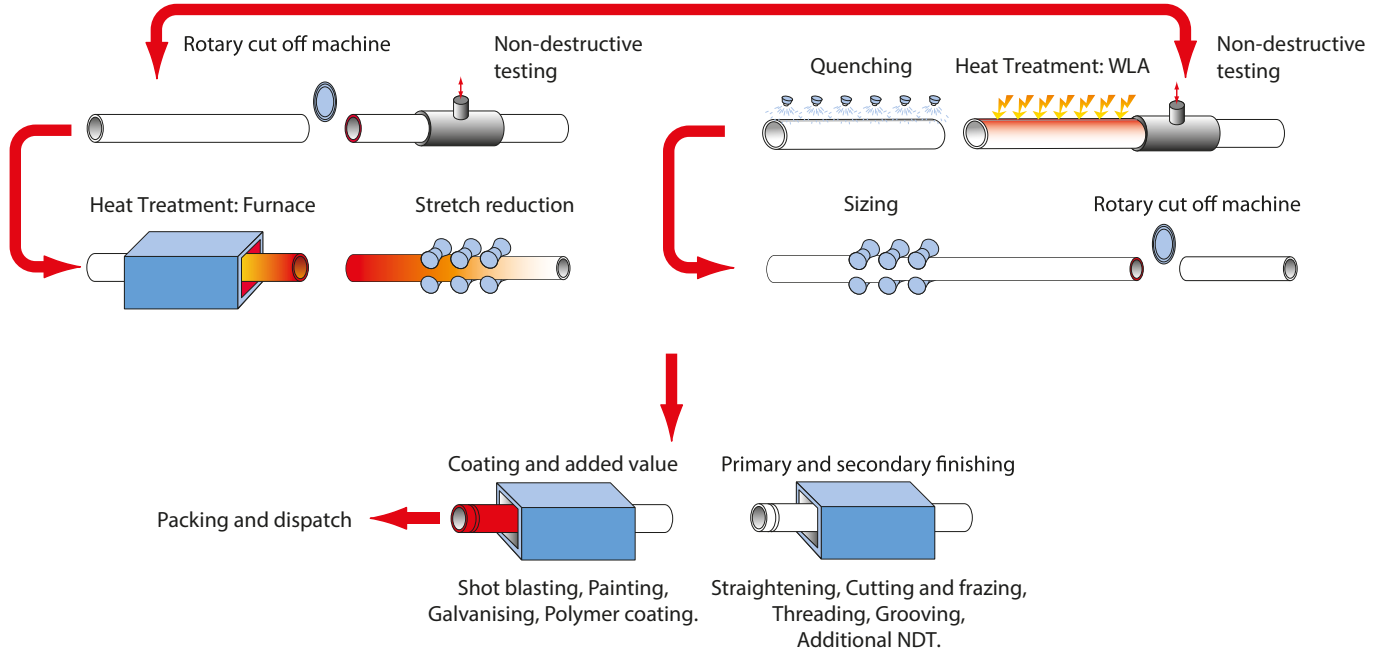 Rotary cut off machine
Non-destructive
testing
Quenching
Heat Treatment: WLA
Non-destructive
testing
Heat Treatment: Furnace
Stretch reduction
Sizing
Rotary cut off machine
Coating and added value
Primary and secondary finishing
Packing and dispatch
Shot blasting, Painting,
Galvanising, Polymer coating.
Straightening, Cutting and frazing,
Threading, Grooving,
Additional NDT.